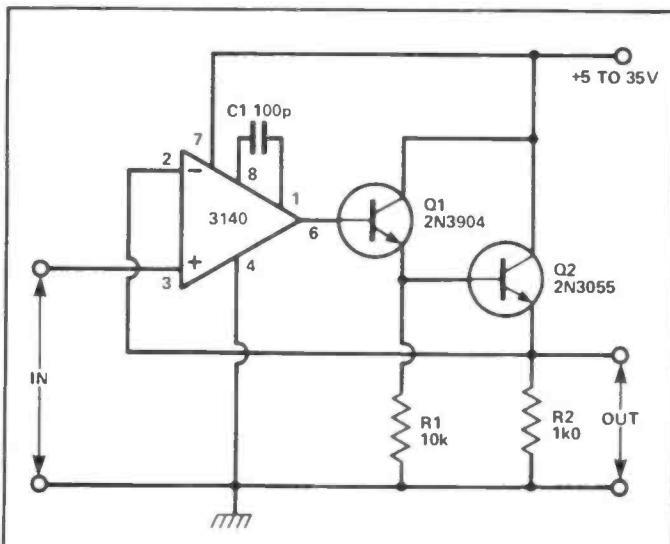 +5 TO 35V
C1 100p
7
8
2
−
1
3140
6
Q1
2N3904
+
3
4
Q2
2N3055
IN
R1
10k
R2
1k0
OUT